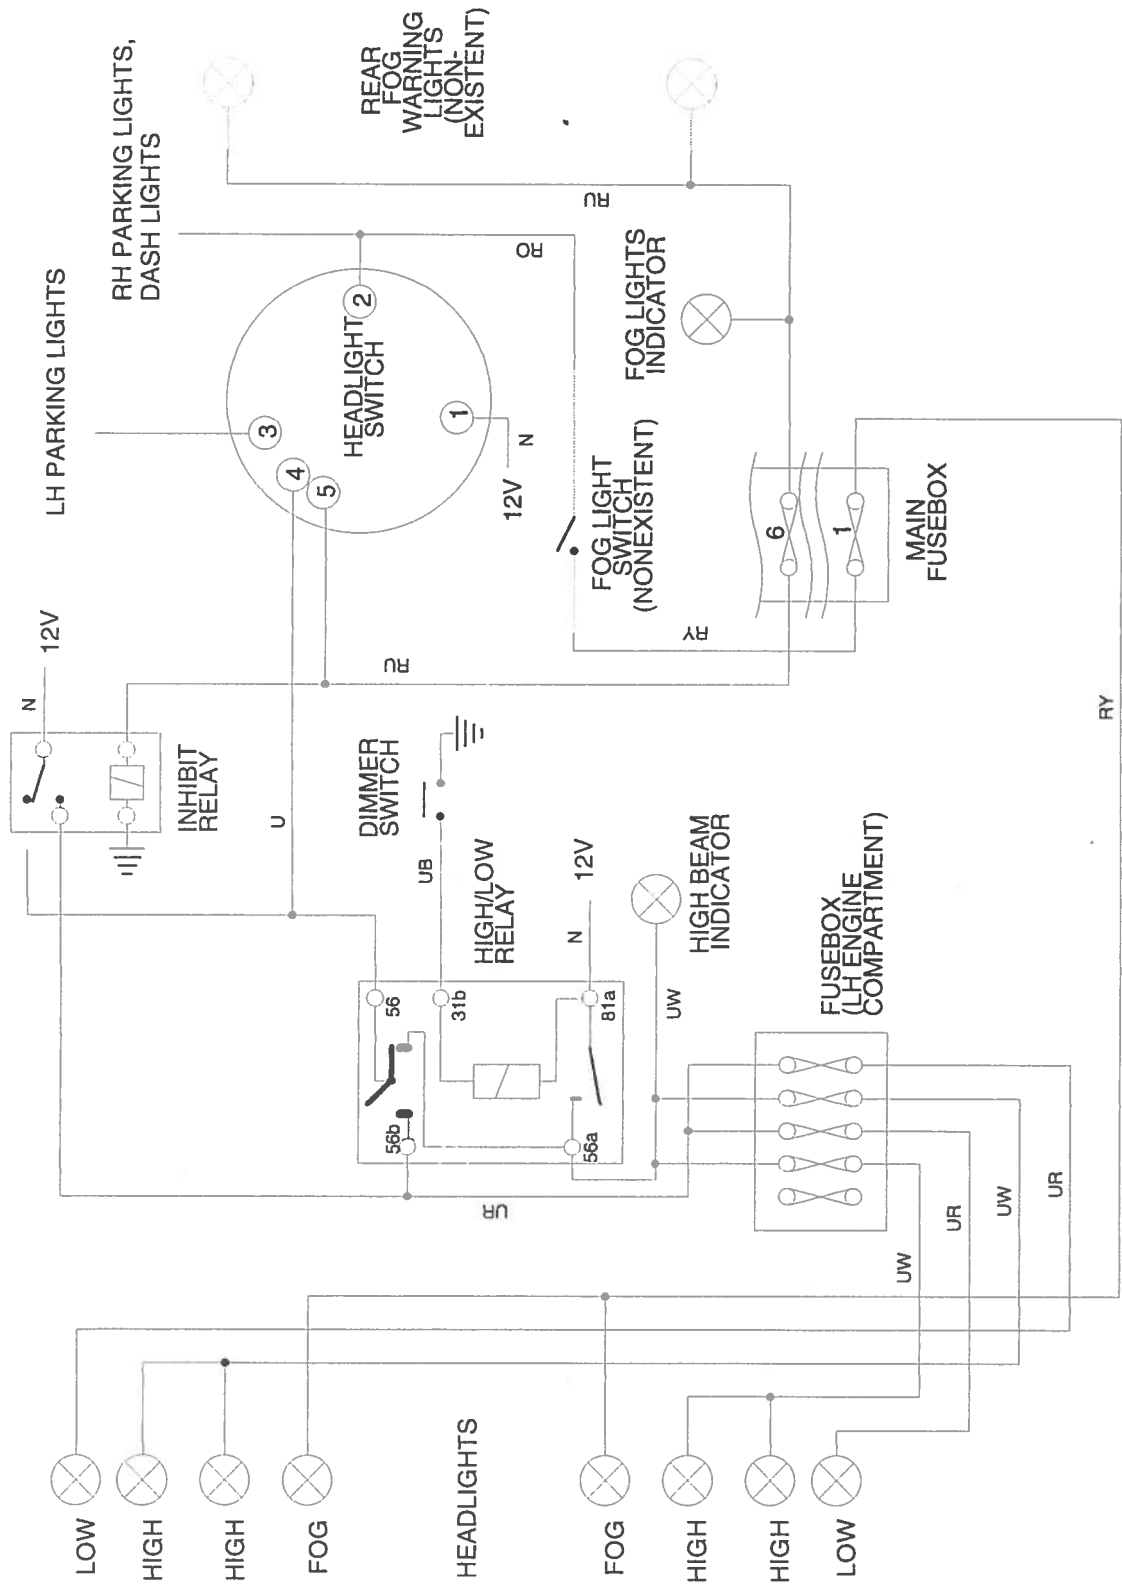 LOW
HIGH
HIGH
FOG
HEADLIGHTS
FOG
HIGH
HIGH
LOW
UW
UR
UW
UR
RY
UR
INHIBIT
RELAY
N
12V
U
RU
LH PARKING LIGHTS
RH PARKING LIGHTS,
DASH LIGHTS
HEADLIGHT
SWITCH
1
2
3
4
5
N
12V
RO
RU
REAR
FOG
WARNING
LIGHTS
(NON-
EXISTENT)
DIMMER
SWITCH
UB
HIGH/LOW
RELAY
56
31b
81a
56b
56a
N
12V
UW
HIGH BEAM
INDICATOR
FUSEBOX
(LH ENGINE
COMPARTMENT)
FOG LIGHT
SWITCH
(NONEXISTENT)
RY
FOG LIGHTS
INDICATOR
6
1
MAIN
FUSEBOX